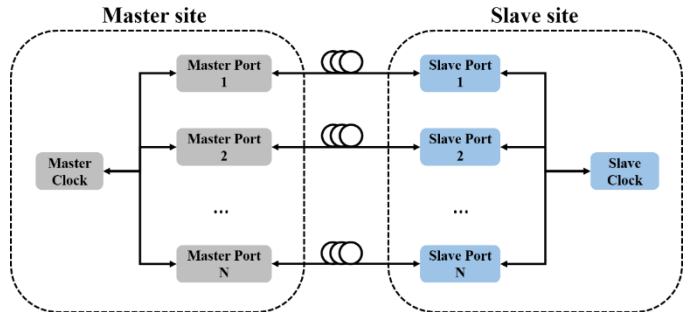 Master site
Slave site
Master Port
1
Slave Port
1
Master Port
2
Slave Port
2
Master
Clock
Slave
Clock
...
...
Master Port
N
Slave Port
N